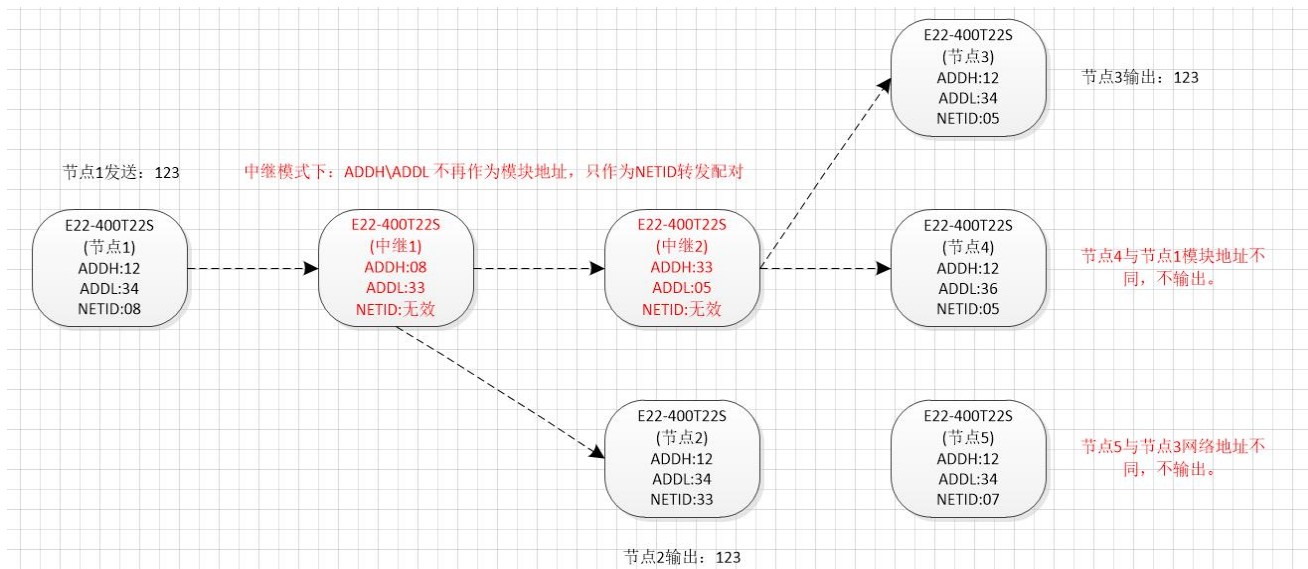 E22-400T22S
(节点3)
ADDH:12
ADDL:34
NETID:05
节点3输出：123
节点1发送：123
中继模式下：ADDH\ADDL 不再作为模块地址，只作为NETID转发配对
E22-400T22S
(节点1)
ADDH:12
ADDL:34
NETID:08
E22-400T22S
(中继1)
ADDH:08
ADDL:33
NETID:无效
E22-400T22S
(中继2)
ADDH:33
ADDL:05
NETID:无效
E22-400T22S
(节点4)
ADDH:12
ADDL:36
NETID:05
节点4与节点1模块地址不
同，不输出。
E22-400T22S
(节点2)
ADDH:12
ADDL:34
NETID:33
E22-400T22S
(节点5)
ADDH:12
ADDL:34
NETID:07
节点5与节点3网络地址不
同，不输出。
节点2输出：123